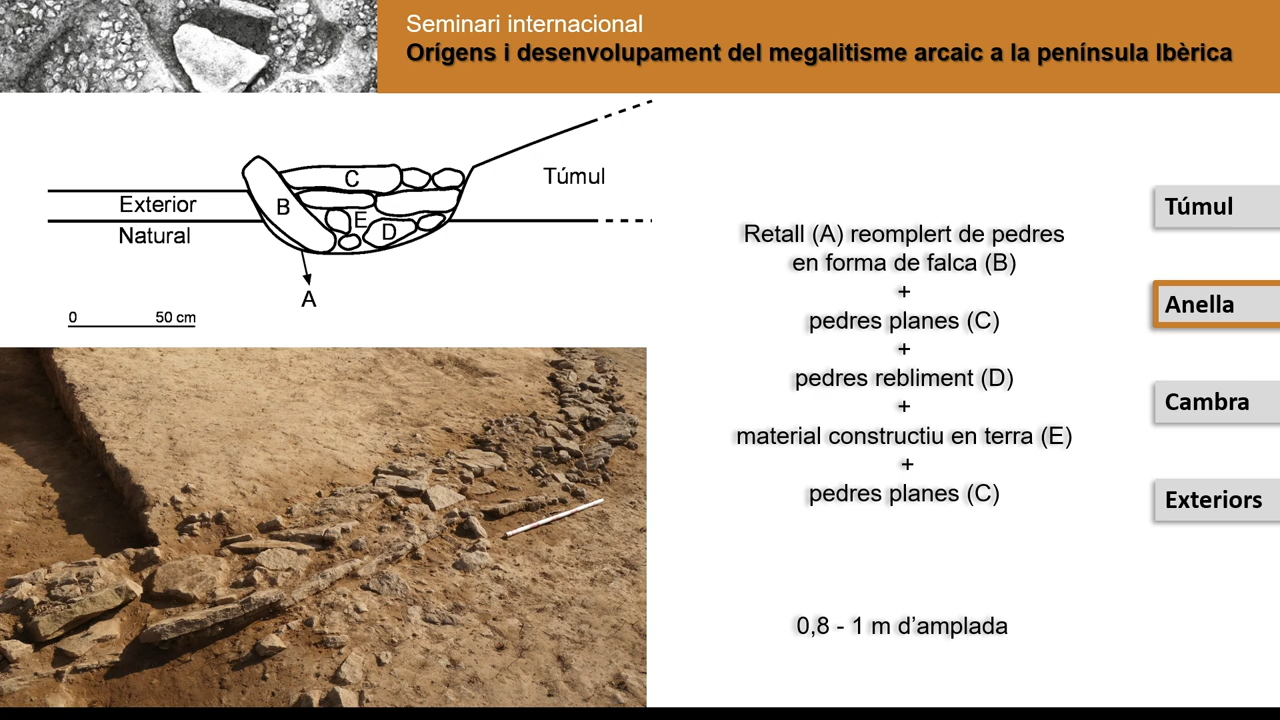 Seminari internacional
Orígens i desenvolupament del megalitisme arcaic a la península Ibèrica
C
Túmul
B
Exterior
E
D
Natural
A
0 50 cm
Retall (A) reomplert de pedres
en forma de falca (B)
+
pedres planes (C)
+
pedres rebliment (D)
+
material constructiu en terra (E)
+
pedres planes (C)
0,8 - 1 m d’amplada
Túmul
Anella
Cambra
Exteriors